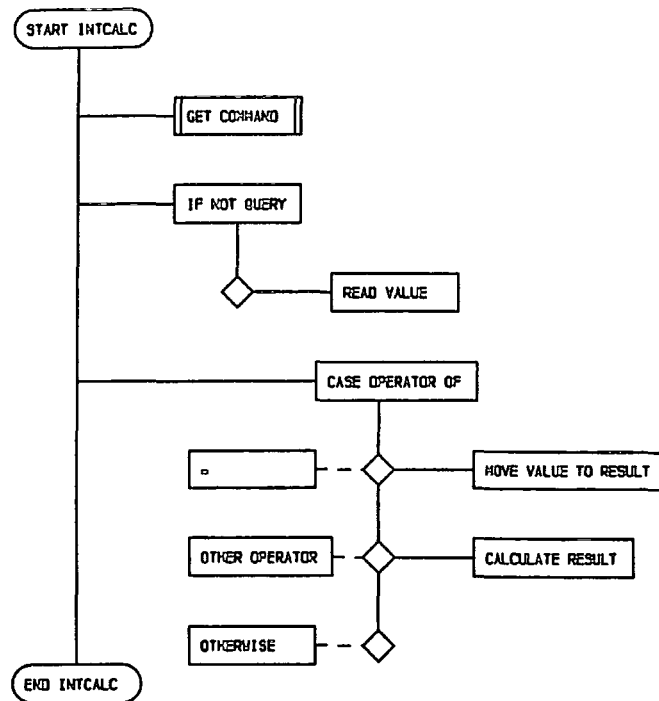 START INTCALC
GET COMMAND
IF NOT QUERY
READ VALUE
CASE OPERATOR OF
=
MOVE VALUE TO RESULT
OTHER OPERATOR
CALCULATE RESULT
OTHERWISE
END INTCALC